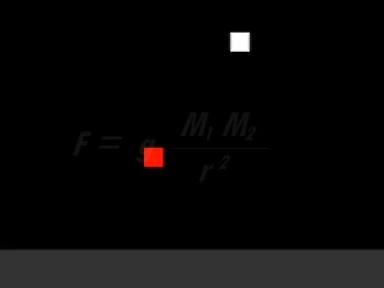 F = g M₁ M₂
r²